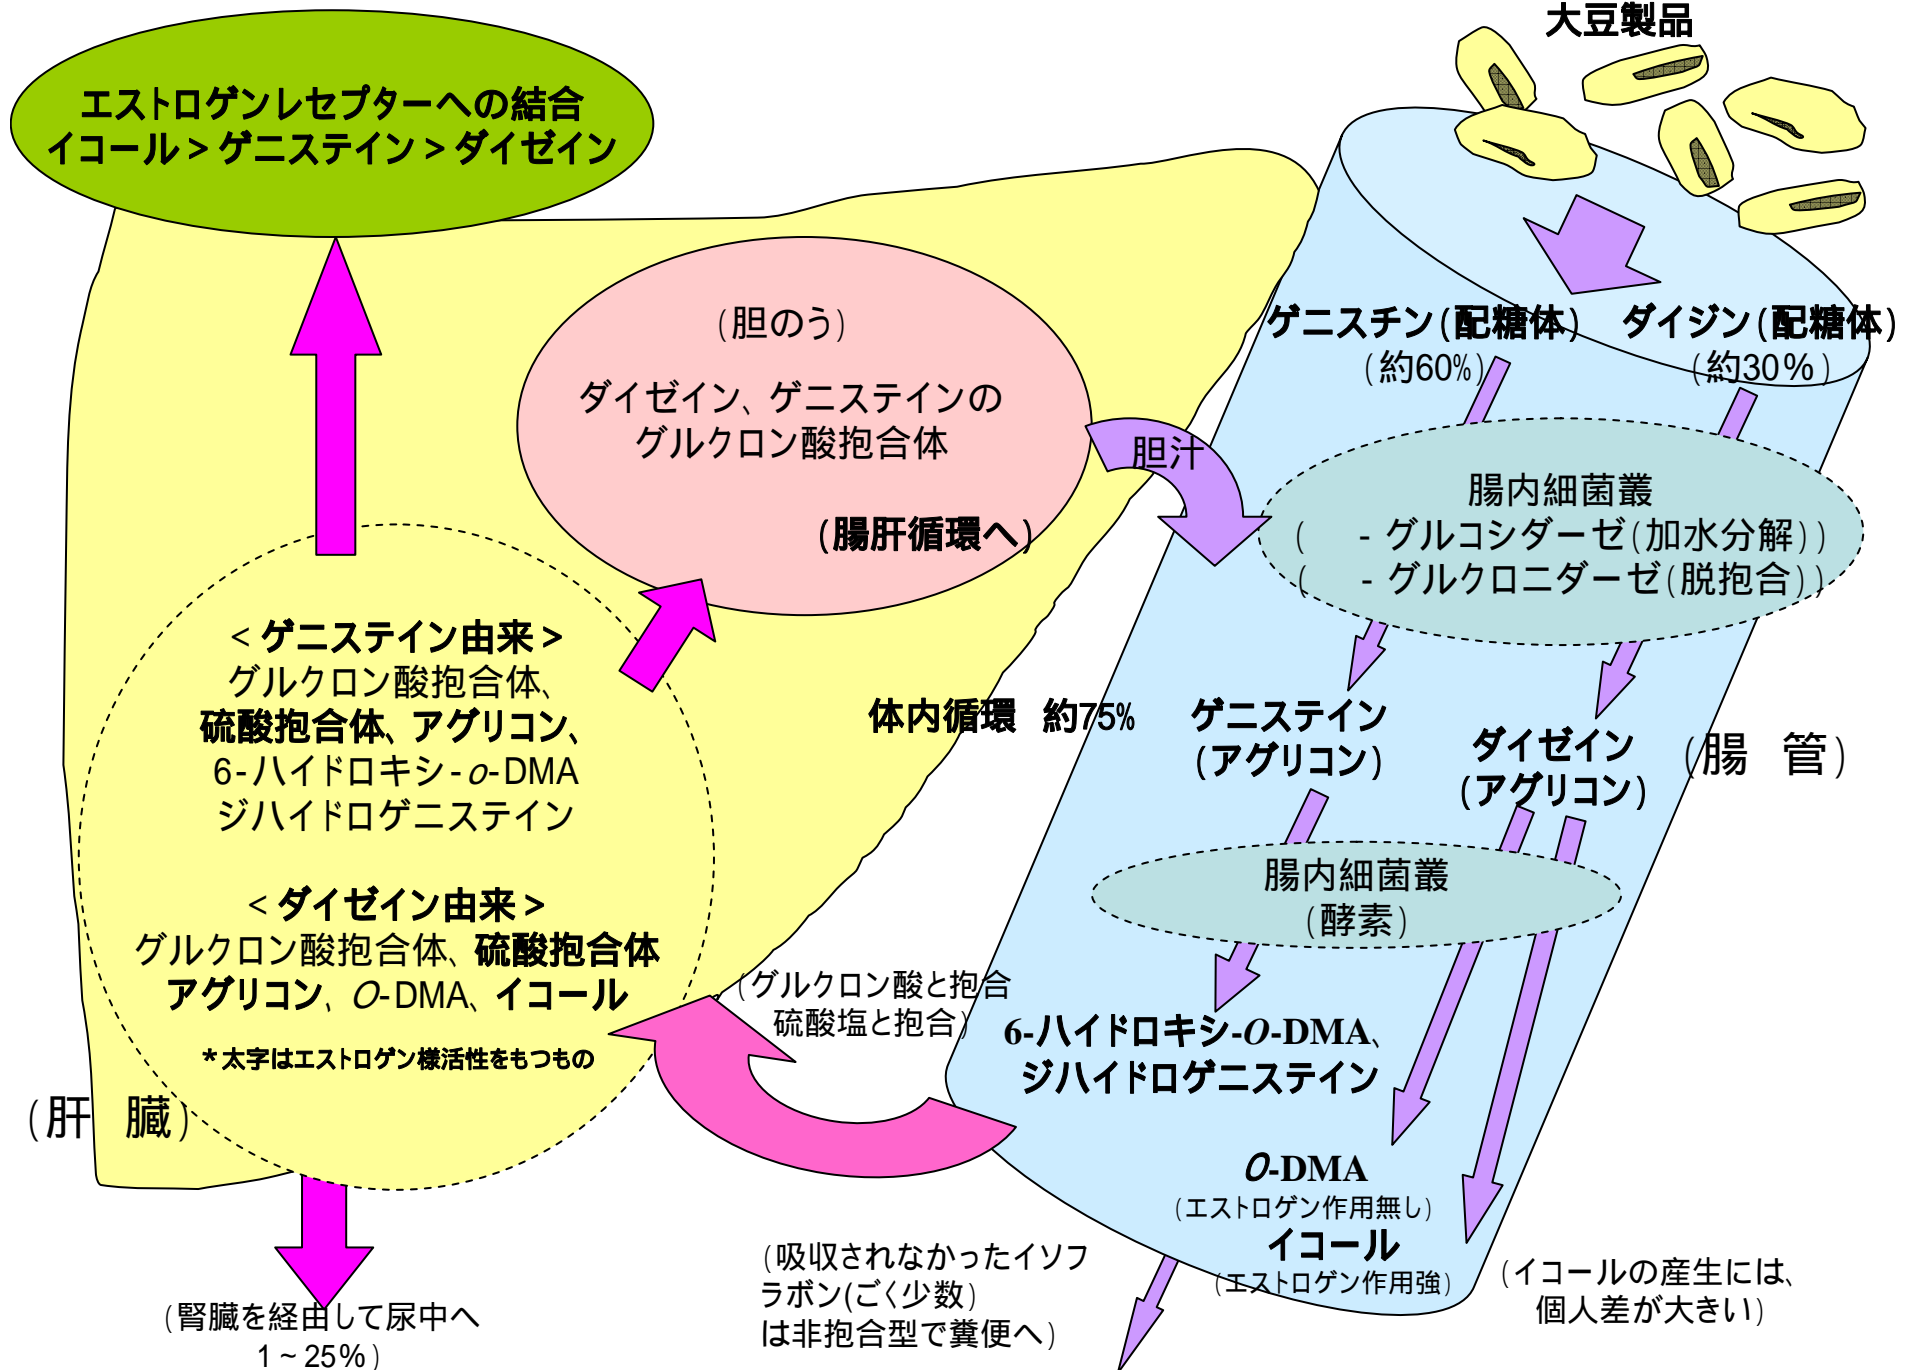 大豆製品
エストロゲンレセプターへの結合
イコール > ゲニステイン > ダイゼイン
(胆のう)
ダイゼイン、ゲニステインの
グルクロン酸抱合体
(腸肝循環へ)
胆汁
ゲニスチン(配糖体)
(約60%)
ダイジン(配糖体)
(約30%)
腸内細菌叢
(　- グルコシダーゼ(加水分解))
(　- グルクロニダーゼ(脱抱合))
< ゲニステイン由来 >
グルクロン酸抱合体、
硫酸抱合体、アグリコン、
6-ハイドロキシ-o-DMA
ジハイドロゲニステイン
< ダイゼイン由来 >
グルクロン酸抱合体、硫酸抱合体
アグリコン、O-DMA、イコール
*太字はエストロゲン様活性をもつもの
(肝　臓)
体内循環　約75%
ゲニステイン
(アグリコン)
ダイゼイン
(アグリコン)
(腸　管)
腸内細菌叢
(酵素)
(グルクロン酸と抱合
硫酸塩と抱合)
6-ハイドロキシ-O-DMA、
ジハイドロゲニステイン
O-DMA
(エストロゲン作用無し)
イコール
(エストロゲン作用強)
(イコールの産生には、
個人差が大きい)
(吸収されなかったイソフ
ラボン(ごく少数)
は非抱合型で糞便へ)
(腎臓を経由して尿中へ
1 ~ 25%)